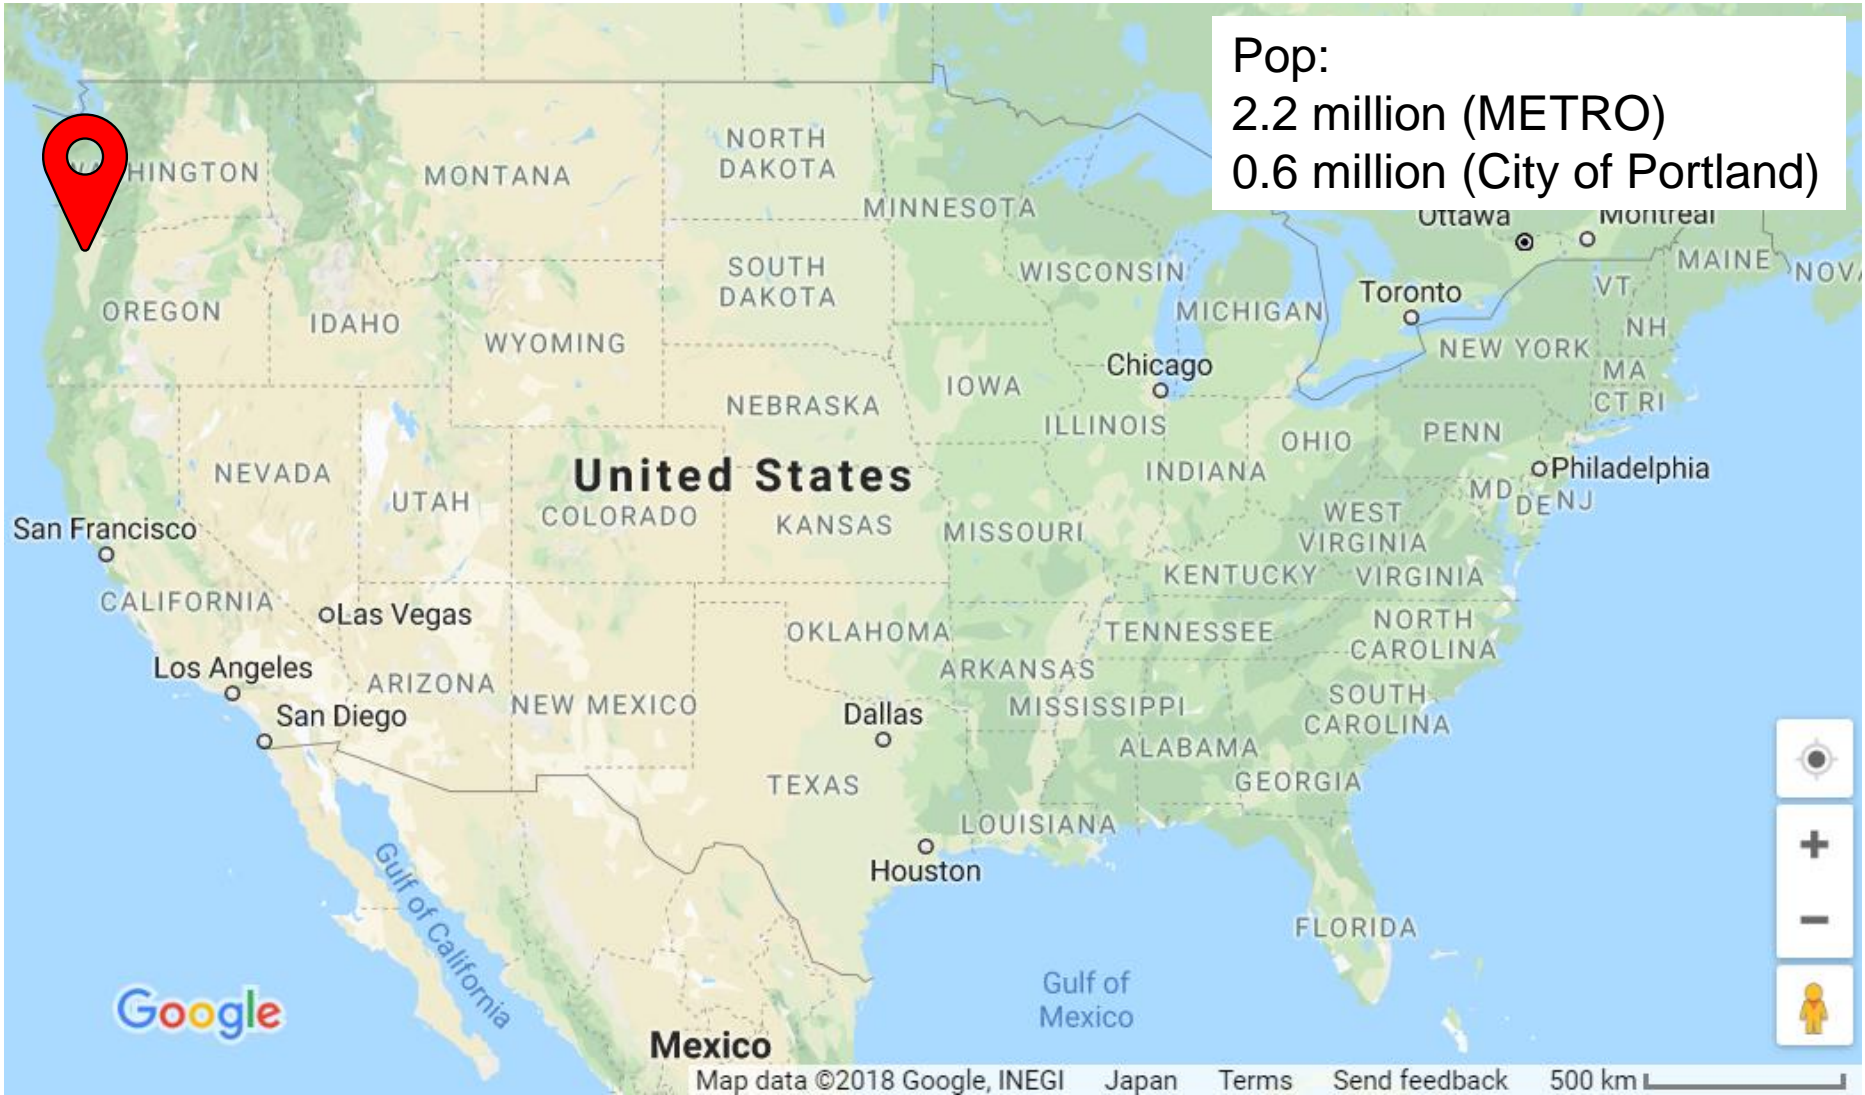 Pop:
2.2 million (METRO)
0.6 million (City of Portland)
NORTH
DAKOTA
HINGTON
MONTANA
MINNESOTA
Ottawa
Montreal
MAINE
NOVA
SOUTH
DAKOTA
WISCONSIN
VT
OREGON
IDAHO
MICHIGAN
Toronto
NH
WYOMING
NEW YORK
Chicago
MA
IOWA
CT RI
NEBRASKA
ILLINOIS
OHIO
PENN
NEVADA
United States
INDIANA
Philadelphia
UTAH
COLORADO
KANSAS
MISSOURI
MD
DE
NJ
WEST
VIRGINIA
San Francisco
KENTUCKY
VIRGINIA
CALIFORNIA
Las Vegas
OKLAHOMA
TENNESSEE
NORTH
CAROLINA
Los Angeles
ARIZONA
ARKANSAS
NEW MEXICO
MISSISSIPPI
SOUTH
CAROLINA
San Diego
Dallas
ALABAMA
TEXAS
GEORGIA
LOUISIANA
Houston
Gulf of California
FLORIDA
Gulf of
Mexico
Google
Mexico
Map data ©2018 Google, INEGI Japan Terms Send feedback 500 km